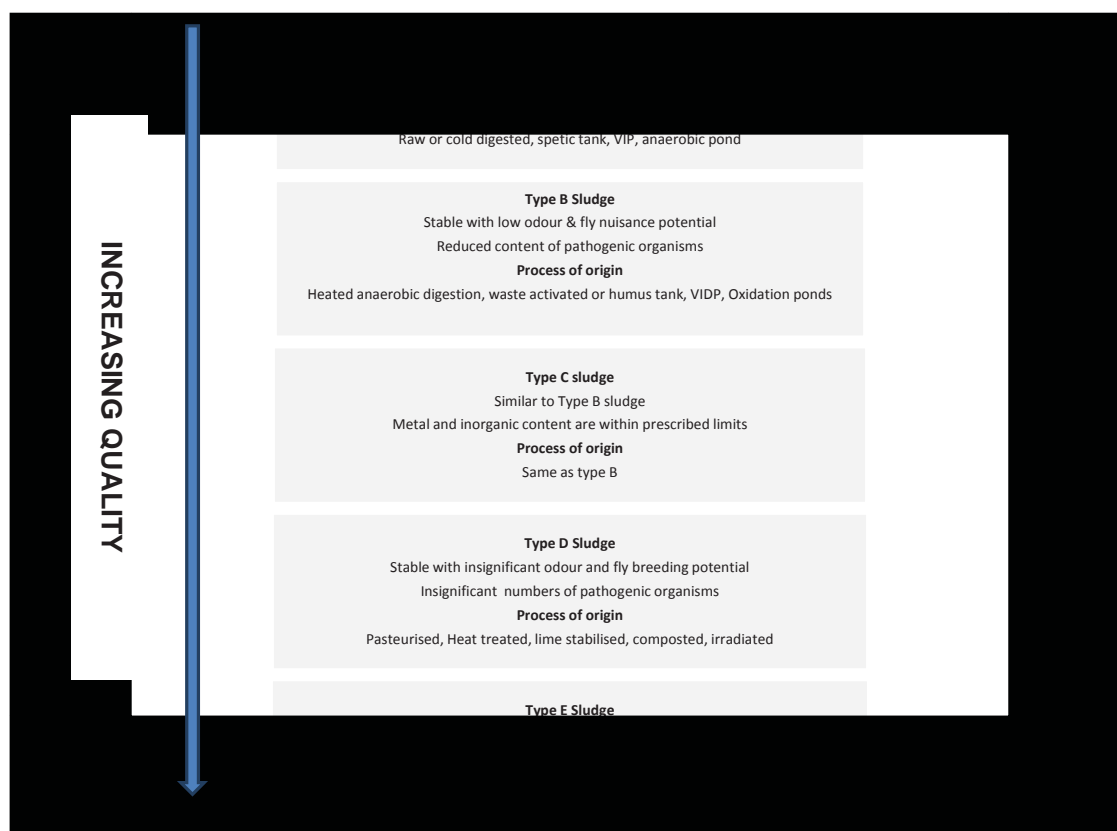 INCREASING QUALITY
Raw or cold digested, spetic tank, VIP, anaerobic pond
Type B Sludge
Stable with low odour & fly nuisance potential
Reduced content of pathogenic organisms
Process of origin
Heated anaerobic digestion, waste activated or humus tank, VIDP, Oxidation ponds
Type C sludge
Similar to Type B sludge
Metal and inorganic content are within prescribed limits
Process of origin
Same as type B
Type D Sludge
Stable with insignificant odour and fly breeding potential
Insignificant numbers of pathogenic organisms
Process of origin
Pasteurised, Heat treated, lime stabilised, composted, irradiated
Type E Sludge